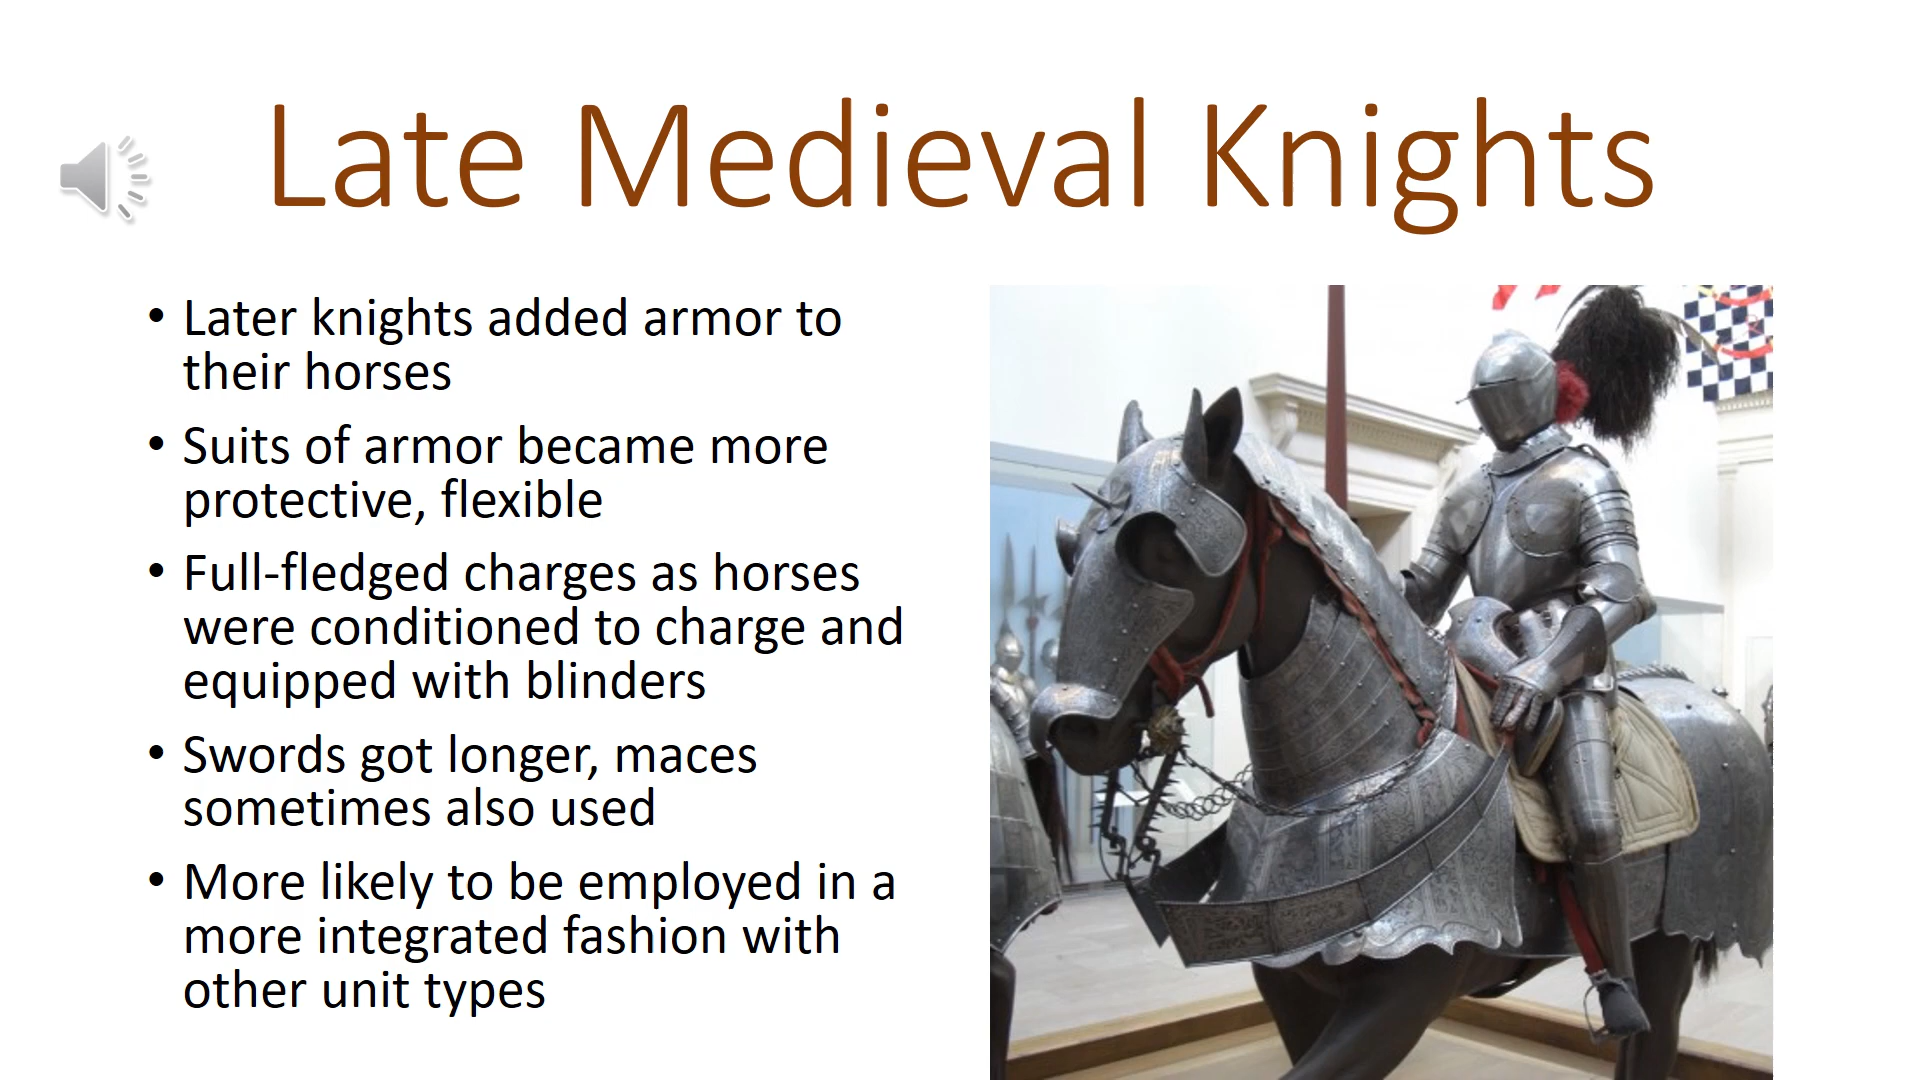 Late Medieval Knights
• Later knights added armor to
their horses
• Suits of armor became more
protective, flexible
• Full-fledged charges as horses
were conditioned to charge and
equipped with blinders
• Swords got longer, maces
sometimes also used
• More likely to be employed in a
more integrated fashion with
other unit types